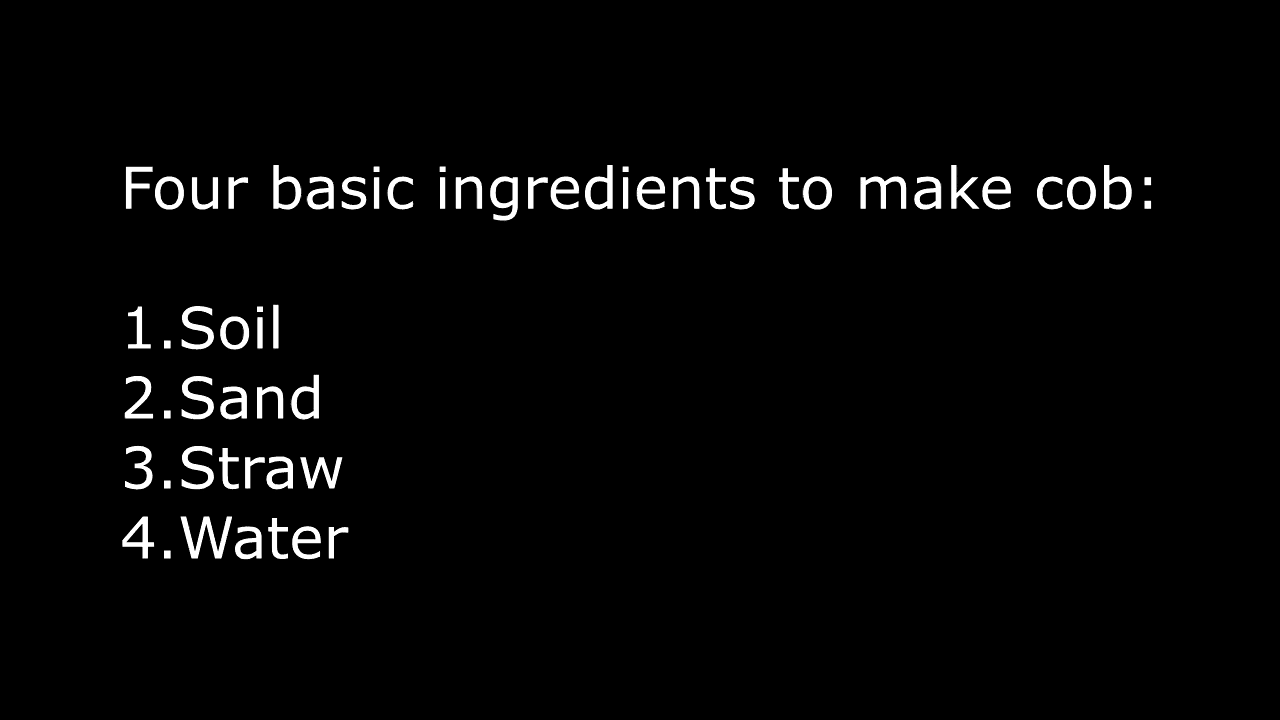 Four basic ingredients to make cob:
1.Soil
2.Sand
3.Straw
4.Water